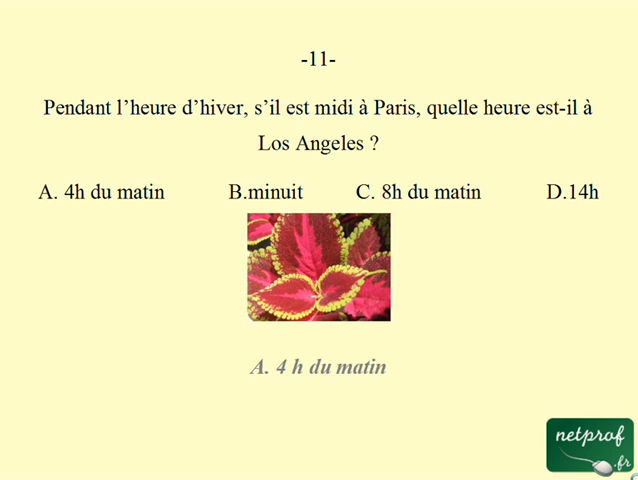 -11-
Pendant l’heure d’hiver, s’il est midi à Paris, quelle heure est-il à
Los Angeles ?
A. 4h du matin B.minuit C. 8h du matin D.14h
A. 4 h du matin
netprof
.fr